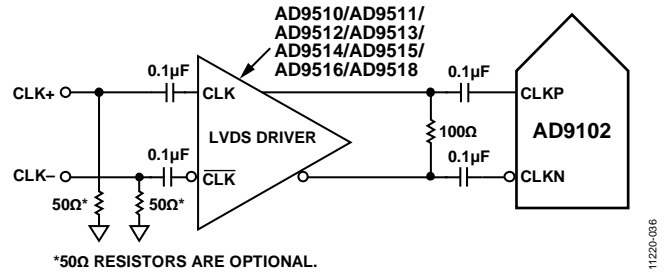 AD9510/AD9511/
AD9512/AD9513/
AD9514/AD9515/
AD9516/AD9518
0.1µF
0.1µF
CLK+
CLK
CLKP
LVDS DRIVER
100Ω
AD9102
0.1µF
0.1µF
CLK–
CLK
CLKN
50Ω*
50Ω*
*50Ω RESISTORS ARE OPTIONAL.
11220-036